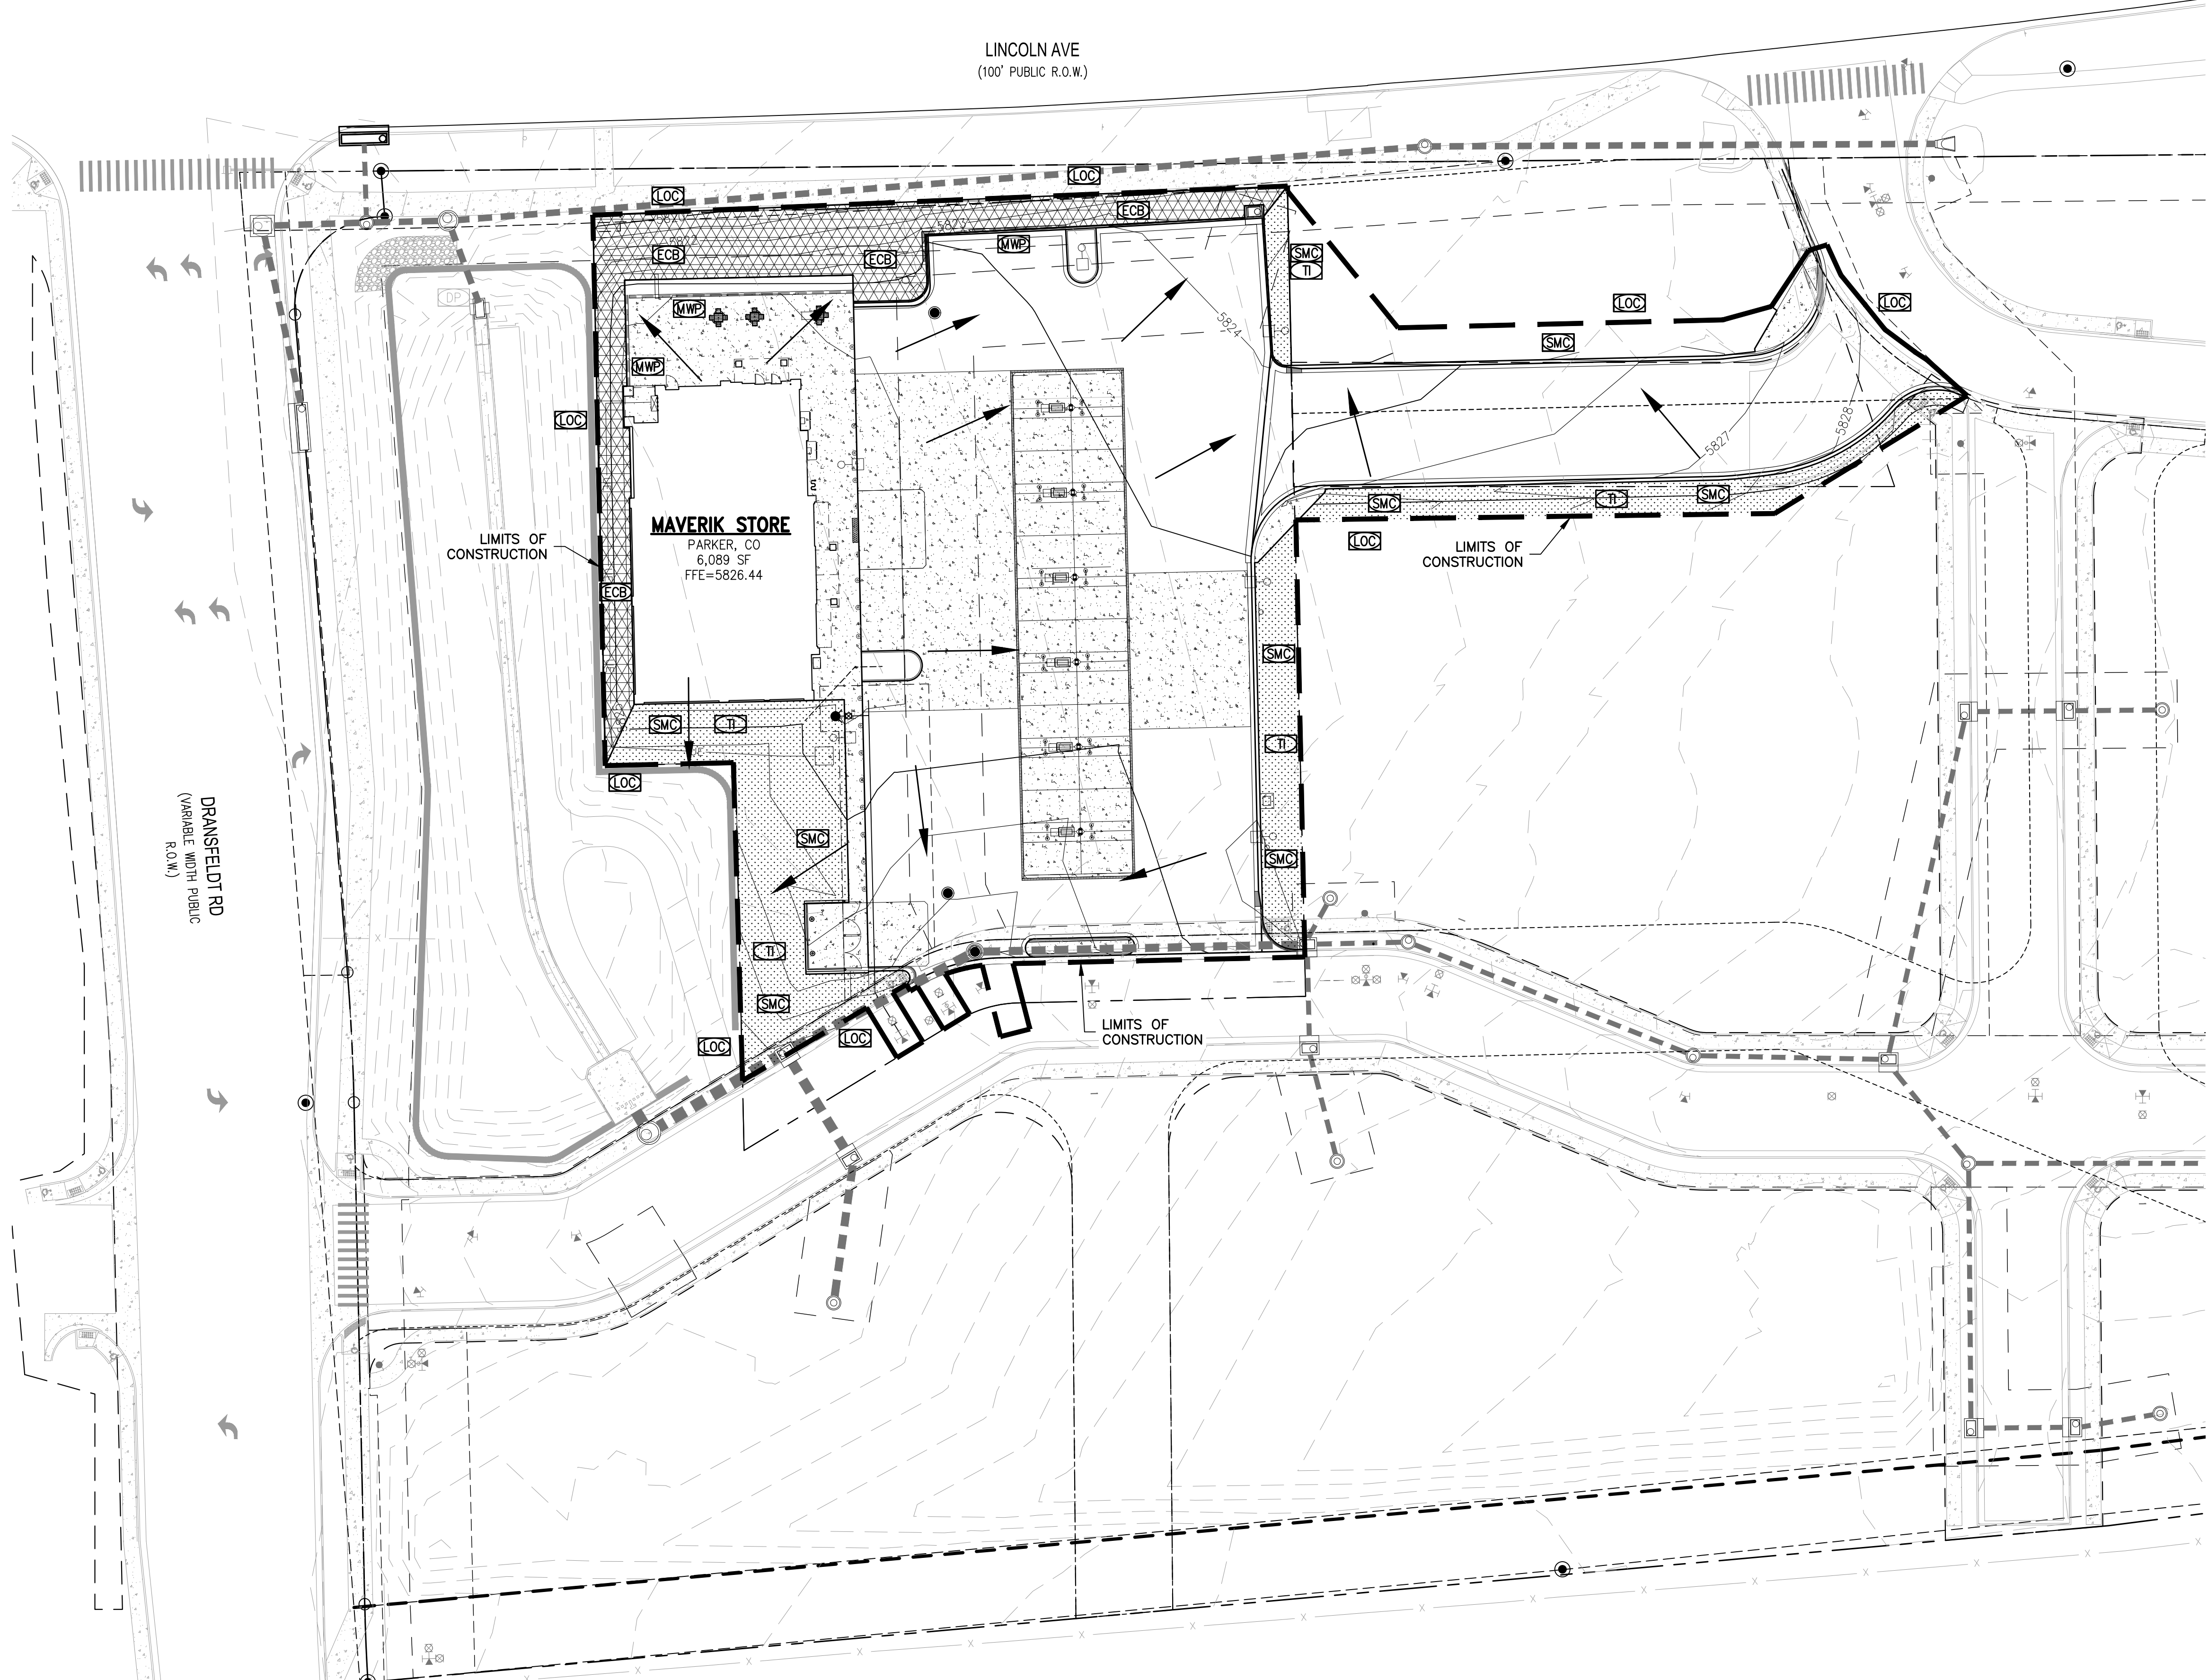 LINCOLN AVE
(100' PUBLIC R.O.W.)
LOC
LOC
ECB
5873
MWP
ECB
ECB
SMC
TI
DP
LOC
LOC
MWP
5824
SMC
MWP
LOC
5827
5828
SMC
TI
SMC
MAVERIK STORE
PARKER, CO
6,089 SF
FFE=5826.44
LIMITS OF
CONSTRUCTION
LOC
LIMITS OF
CONSTRUCTION
ECB
SMC
SMC
TI
TI
LOC
DRANSFELDT RD
(VARIABLE WIDTH PUBLIC
R.O.W.)
SMC
SMC
TI
SMC
LOC
LOC
LIMITS OF
CONSTRUCTION